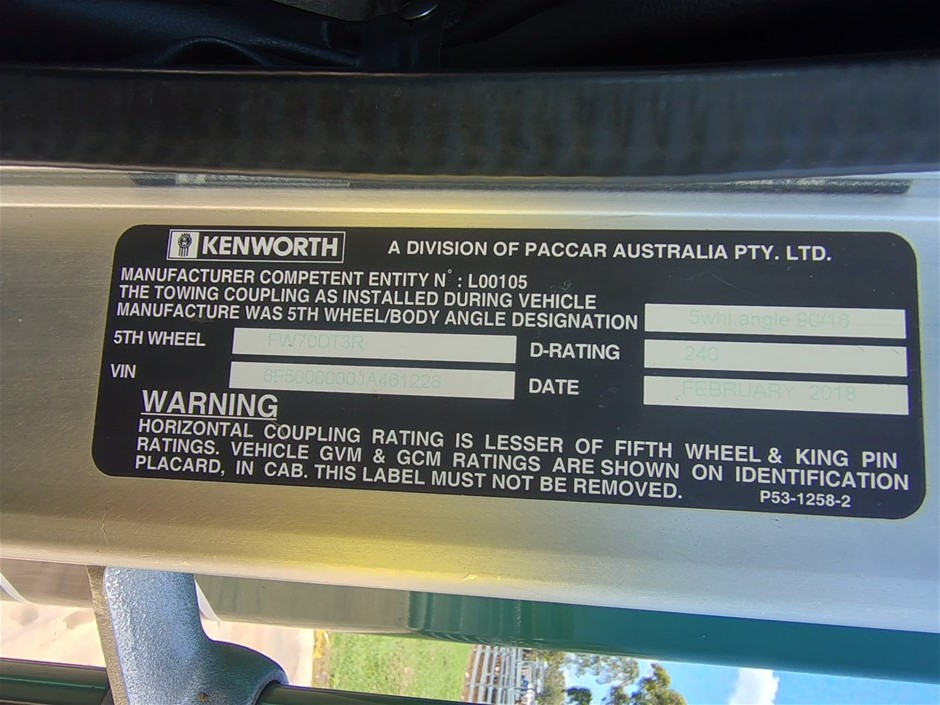 KENWORTH A DIVISION OF PACCAR AUSTRALIA PTY. LTD.
MANUFACTURER COMPETENT ENTITY N° : L00105
THE TOWING COUPLING AS INSTALLED DURING VEHICLE
MANUFACTURE WAS 5TH WHEEL/BODY ANGLE DESIGNATION 5whl angle 90/16
5TH WHEEL FW70DT3R D-RATING 240
VIN 6F5000000JA461228 DATE FEBRUARY 2018
WARNING
HORIZONTAL COUPLING RATING IS LESSER OF FIFTH WHEEL & KING PIN
RATINGS. VEHICLE GVM & GCM RATINGS ARE SHOWN ON IDENTIFICATION
PLACARD, IN CAB. THIS LABEL MUST NOT BE REMOVED. P53-1258-2